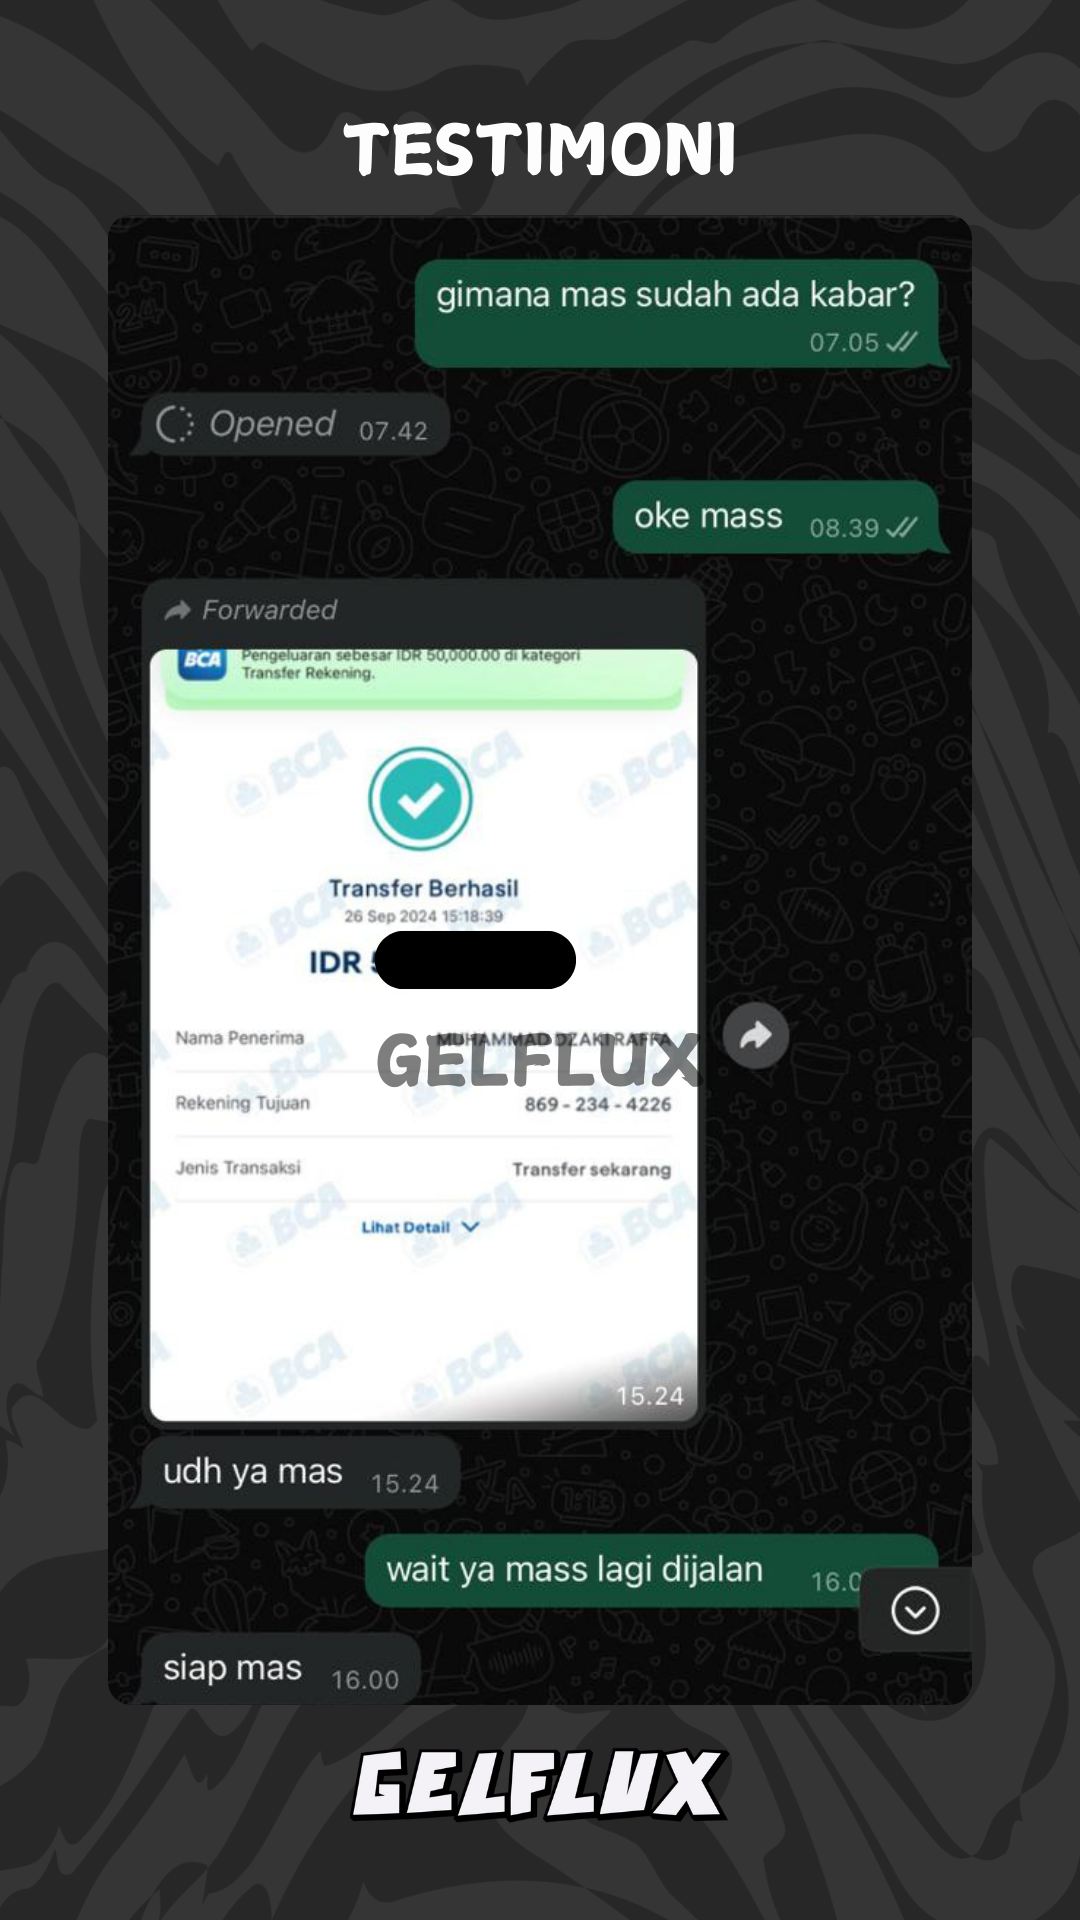 TESTIMONI
gimana mas sudah ada kabar?
07.05
Opened 07.42
oke mass 08.39
Forwarded
BCA Pengeluaran sebesar IDR 50,000.00 di kategori
Transfer Rekening.
Transfer Berhasil
26 Sep 2024 15:18:39
IDR
Nama Penerima MUHAMMAD DZAKI RAFFA
GELFLUX
Rekening Tujuan 869 - 234 - 4226
Jenis Transaksi Transfer sekarang
Lihat Detail
15.24
udh ya mas 15.24
wait ya mass lagi dijalan 16.0
siap mas 16.00
GELFLUX